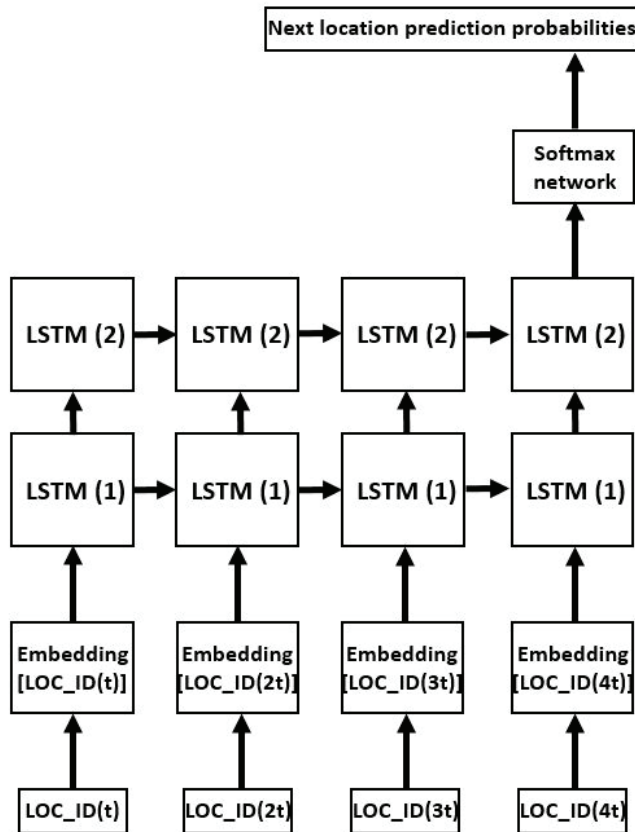 Next location prediction probabilities
Softmax
network
LSTM (2)
LSTM (2)
LSTM (2)
LSTM (2)
LSTM (1)
LSTM (1)
LSTM (1)
LSTM (1)
Embedding
[LOC_ID(t)]
Embedding
[LOC_ID(2t)]
Embedding
[LOC_ID(3t)]
Embedding
[LOC_ID(4t)]
LOC_ID(t)
LOC_ID(2t)
LOC_ID(3t)
LOC_ID(4t)